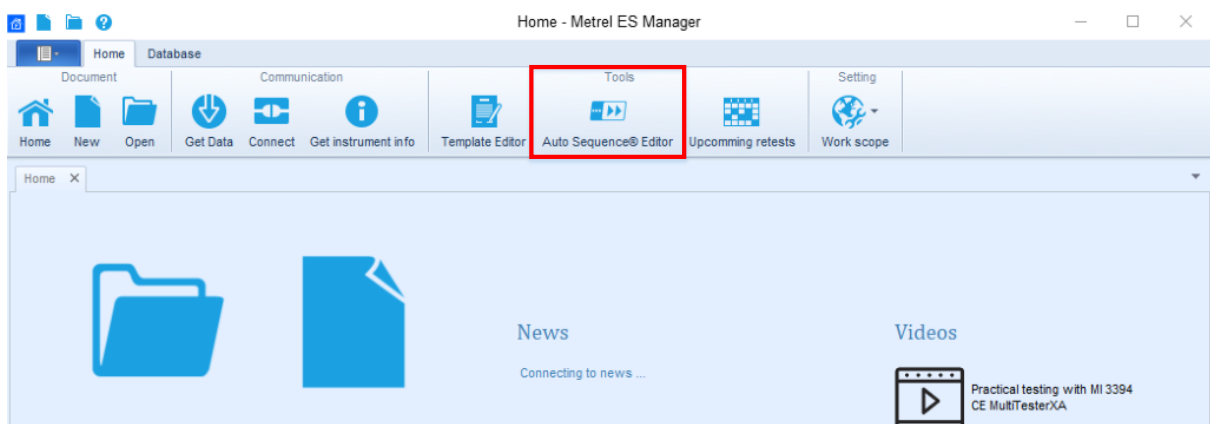 Home - Metrel ES Manager
Home Database
Document Communication Tools Setting
Home New Open Get Data Connect Get instrument info Template Editor Auto Sequence® Editor Upcomming retests Work scope
Home
News
Videos
Connecting to news ...
Practical testing with MI 3394
CE MultiTesterXA